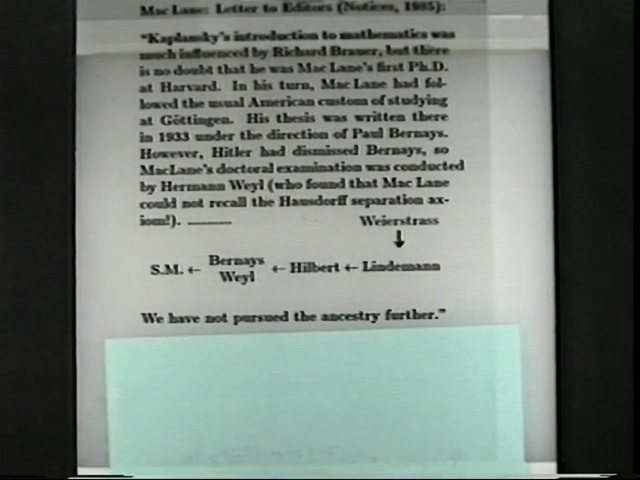 Mac Lane: Letter to Editors (Notices, 1985):
"Kaplansky's introduction to mathematics was
much influenced by Richard Brauer, but there
is no doubt that he was Mac Lane's first Ph.D.
at Harvard. In his turn, Mac Lane had fol-
lowed the usual American custom of studying
at Göttingen. His thesis was written there
in 1933 under the direction of Paul Bernays.
However, Hitler had dismissed Bernays, so
MacLane's doctoral examination was conducted
by Hermann Weyl (who found that Mac Lane
could not recall the Hausdorff separation ax-
iom!). ———
Weierstrass
↓
S.M. ← Bernays Weyl ← Hilbert ← Lindemann
We have not pursued the ancestry further."